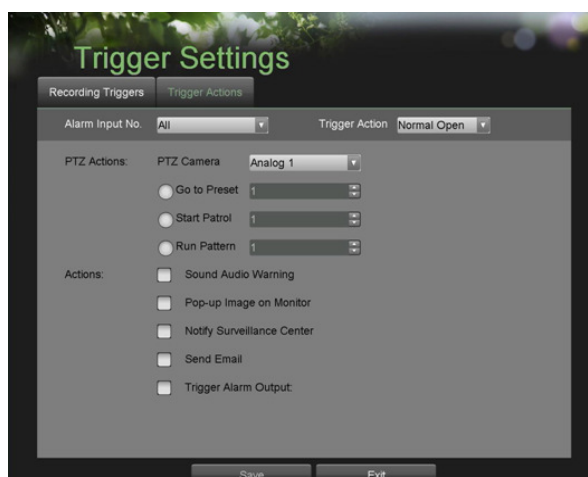 Trigger Settings
Recording Triggers Trigger Actions
Alarm Input No. All Trigger Action Normal Open
PTZ Actions: PTZ Camera Analog 1
Go to Preset 1
Start Patrol 1
Run Pattern 1
Actions: Sound Audio Warning
Pop-up Image on Monitor
Notify Surveillance Center
Send Email
Trigger Alarm Output:
Save Exit